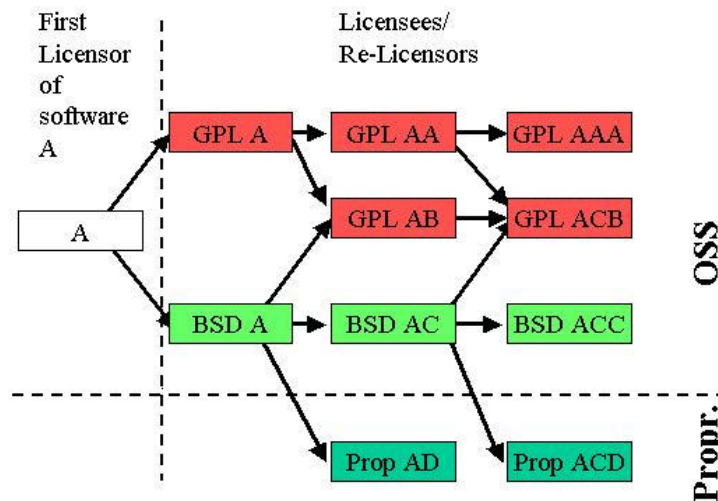 First
Licensor
of
software
A
Licensees/
Re-Licensors
GPL A
GPL AA
GPL AAA
A
GPL AB
GPL ACB
BSD A
BSD AC
BSD ACC
Prop AD
Prop ACD
OSS
Propr.